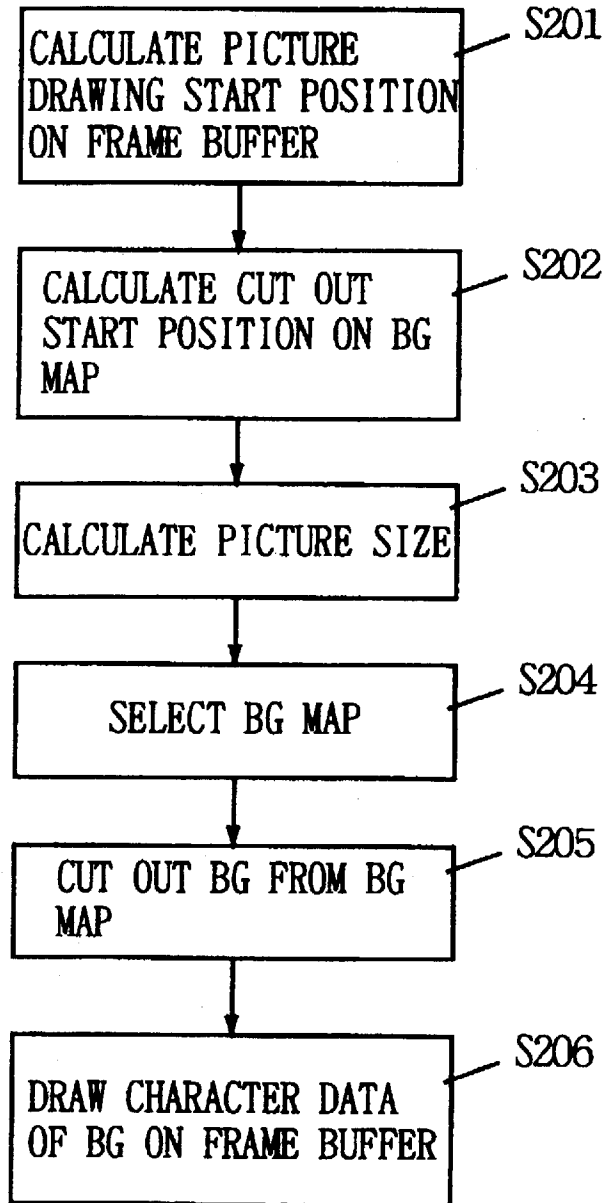 S201
CALCULATE PICTURE
DRAWING START POSITION
ON FRAME BUFFER
S202
CALCULATE CUT OUT
START POSITION ON BG
MAP
S203
CALCULATE PICTURE SIZE
S204
SELECT BG MAP
S205
CUT OUT BG FROM BG
MAP
S206
DRAW CHARACTER DATA
OF BG ON FRAME BUFFER